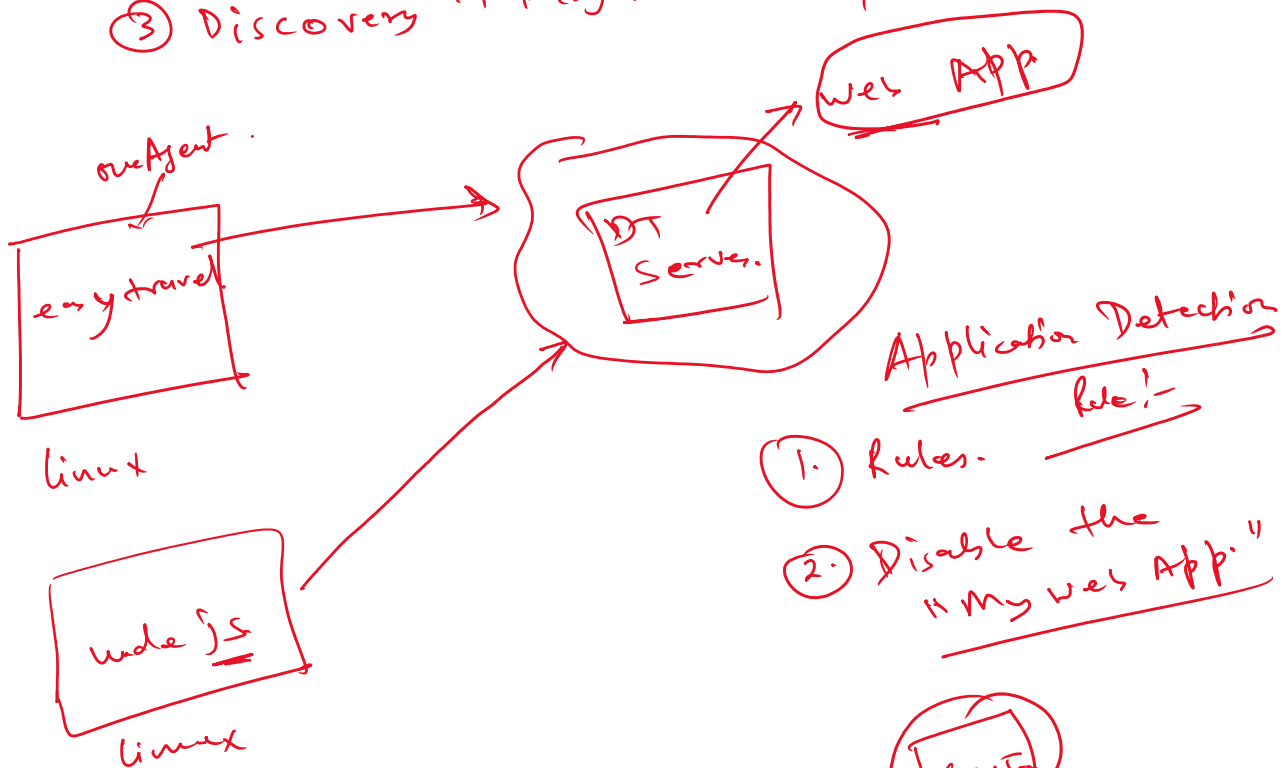 ③ Discovery
web App
oneAgent.
DT
Server.
easytravel
Application Detection
Rule:-
linux
1. Rules.
2. Disable the
"My web App."
node js
linux